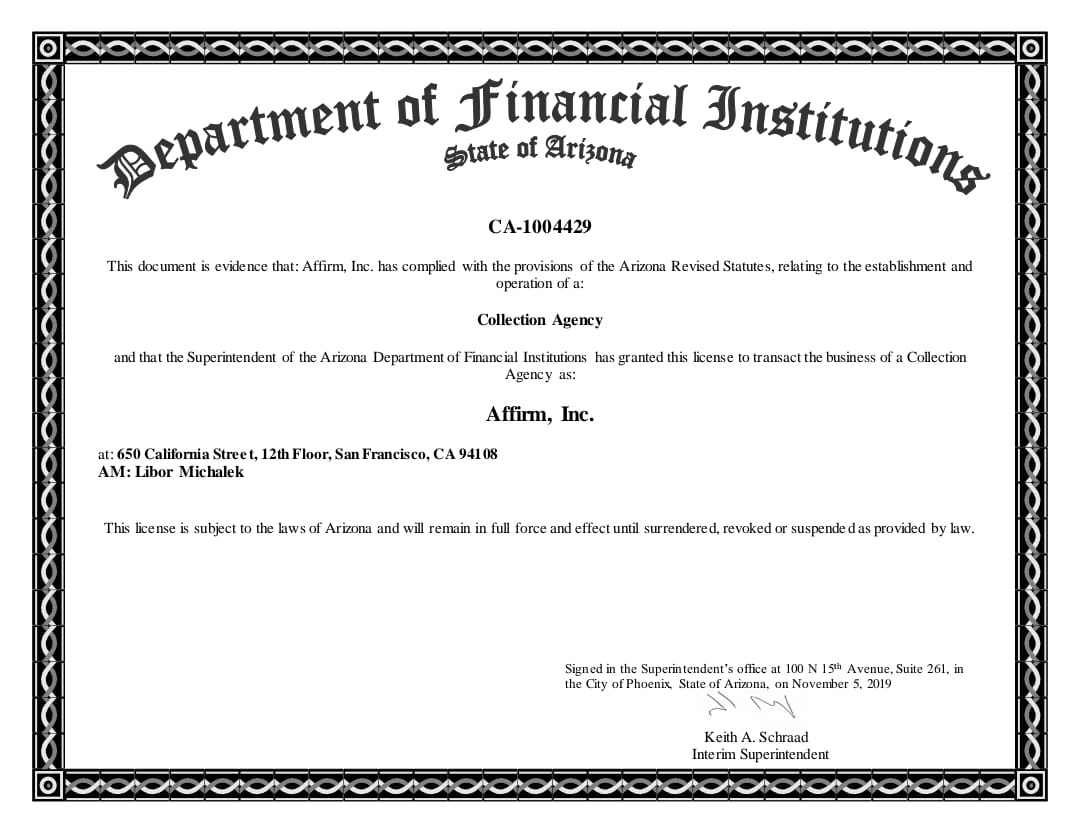 Department of Financial Institutions
State of Arizona
CA-1004429
This document is evidence that: Affirm, Inc. has complied with the provisions of the Arizona Revised Statutes, relating to the establishment and
operation of a:
Collection Agency
and that the Superintendent of the Arizona Department of Financial Institutions has granted this license to transact the business of a Collection
Agency as:
Affirm, Inc.
at: 650 California Street, 12th Floor, San Francisco, CA 94108
AM: Libor Michalek
This license is subject to the laws of Arizona and will remain in full force and effect until surrendered, revoked or suspended as provided by law.
Signed in the Superintendent’s office at 100 N 15th Avenue, Suite 261, in
the City of Phoenix, State of Arizona, on November 5, 2019
Keith A. Schraad
Interim Superintendent